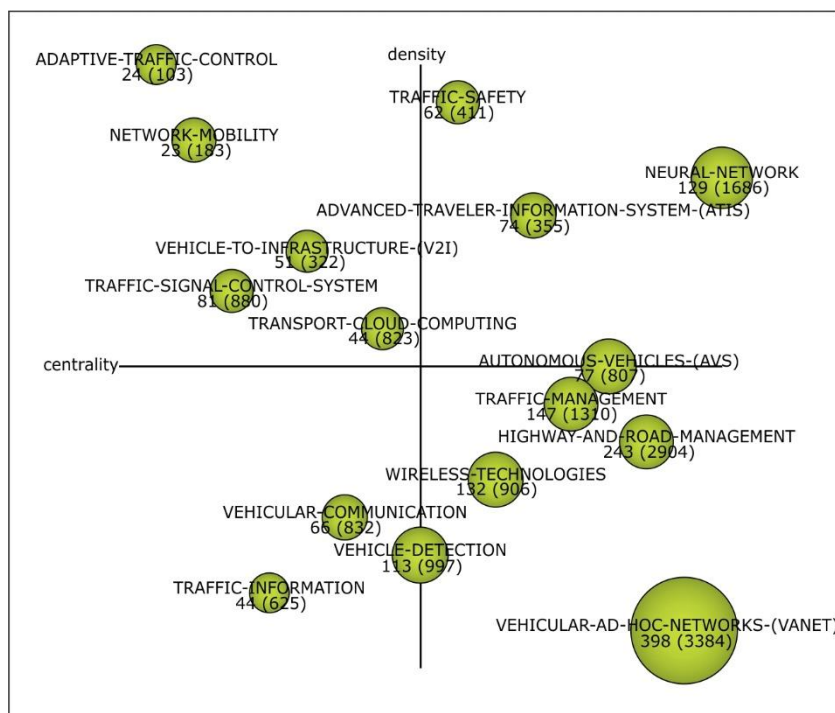 ADAPTIVE-TRAFFIC-CONTROL
24 (103)
density
TRAFFIC-SAFETY
62 (411)
NETWORK-MOBILITY
23 (183)
NEURAL-NETWORK
129 (1686)
ADVANCED-TRAVELER-INFORMATION-SYSTEM-(ATIS)
74 (355)
VEHICLE-TO-INFRASTRUCTURE-(V2I)
51 (322)
TRAFFIC-SIGNAL-CONTROL-SYSTEM
81 (880)
TRANSPORT-CLOUD-COMPUTING
44 (823)
centrality
AUTONOMOUS-VEHICLES-(AVS)
77 (807)
TRAFFIC-MANAGEMENT
147 (1310)
HIGHWAY-AND-ROAD-MANAGEMENT
243 (2904)
WIRELESS-TECHNOLOGIES
132 (906)
VEHICULAR-COMMUNICATION
66 (832)
VEHICLE-DETECTION
113 (997)
TRAFFIC-INFORMATION
44 (625)
VEHICULAR-AD-HOC-NETWORKS-(VANET)
398 (3384)